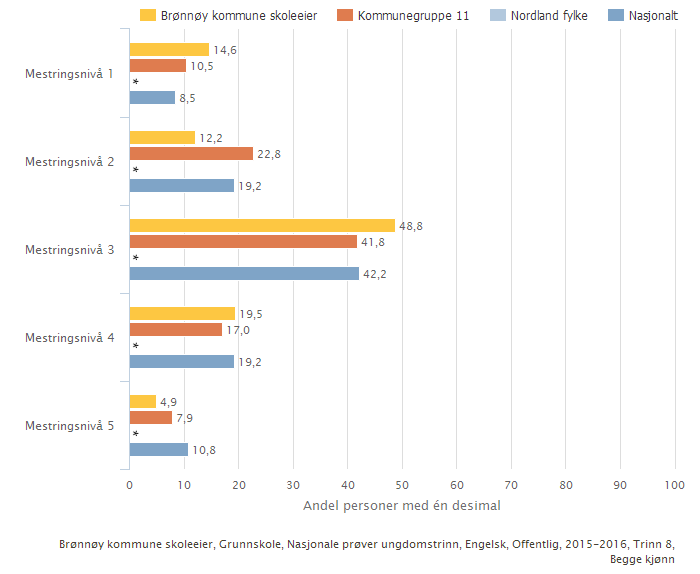 Brønnøy kommune skoleeier Kommunegruppe 11 Nordland fylke Nasjonalt
Mestringsnivå 1
14,6
10,5
*
8,5
Mestringsnivå 2
12,2
22,8
*
19,2
Mestringsnivå 3
48,8
41,8
*
42,2
Mestringsnivå 4
19,5
17,0
*
19,2
Mestringsnivå 5
4,9
7,9
*
10,8
0 10 20 30 40 50 60 70 80 90 100
Andel personer med én desimal
Brønnøy kommune skoleeier, Grunnskole, Nasjonale prøver ungdomstrinn, Engelsk, Offentlig, 2015-2016, Trinn 8,
Begge kjønn